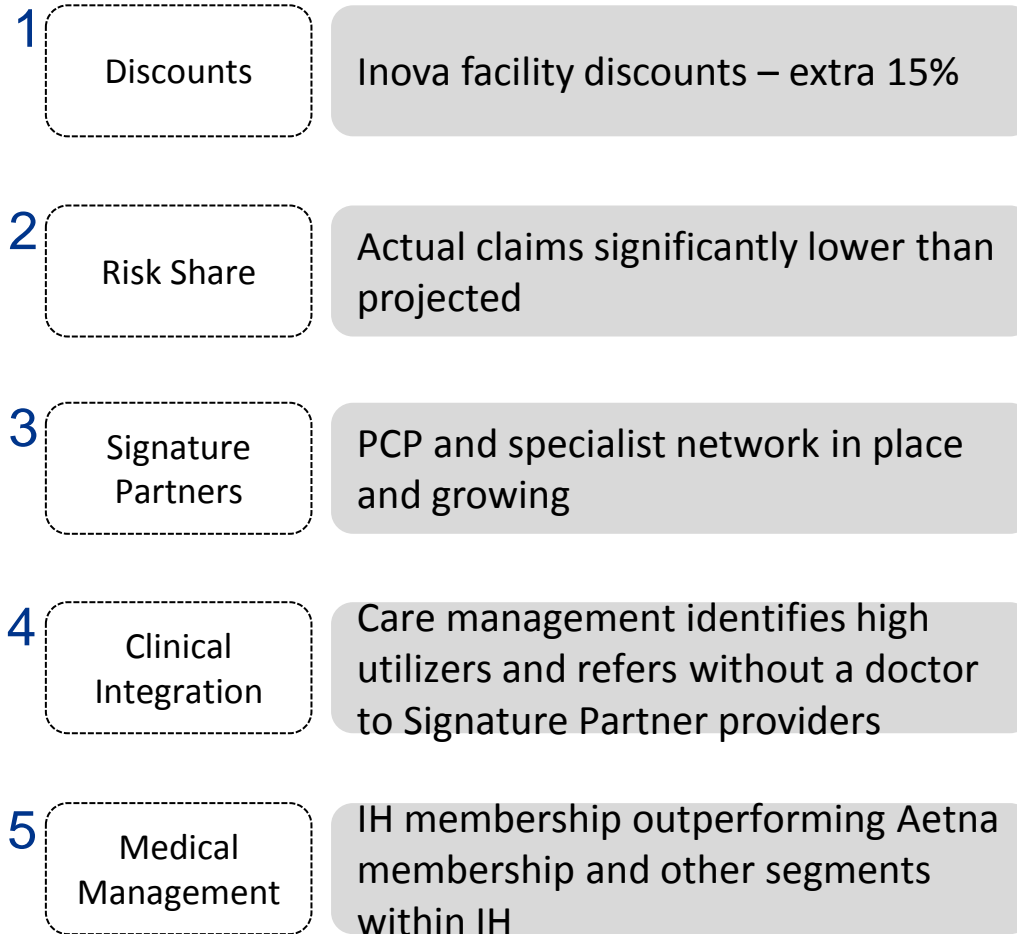 1
Discounts
Inova facility discounts – extra 15%
2
Risk Share
Actual claims significantly lower than
projected
3
Signature
Partners
PCP and specialist network in place
and growing
4
Clinical
Integration
Care management identifies high
utilizers and refers without a doctor
to Signature Partner providers
5
Medical
Management
IH membership outperforming Aetna
membership and other segments
within IH